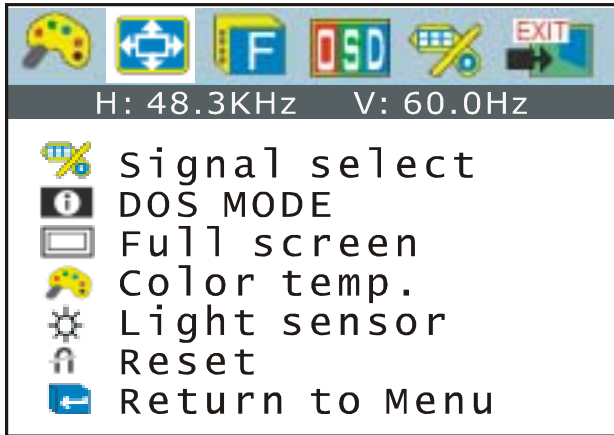 F OSD EXIT
H: 48.3KHz V: 60.0Hz
Signal select
DOS MODE
Full screen
Color temp.
Light sensor
Reset
Return to Menu